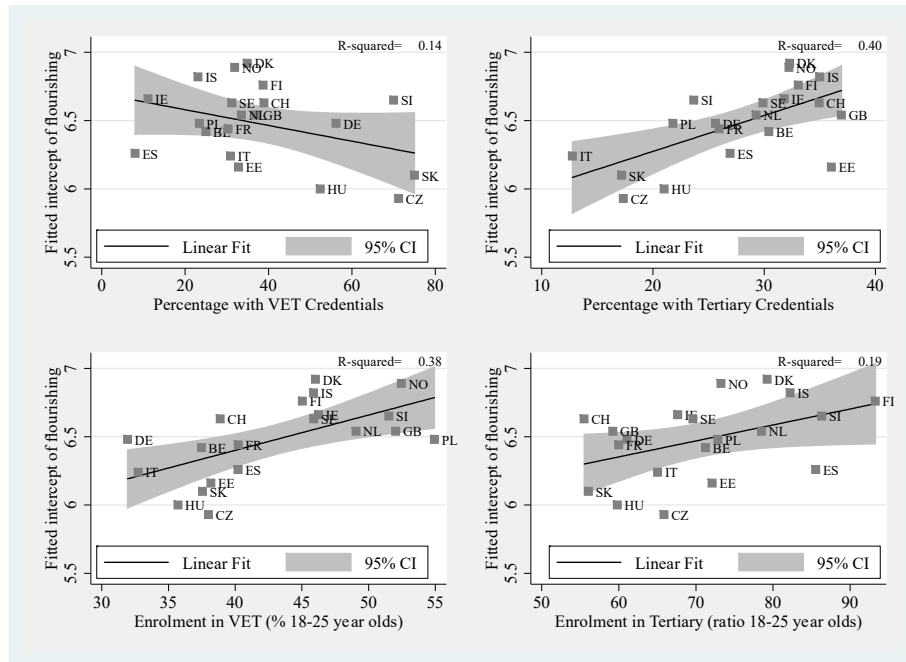 R-squared= 0.14
Fitted intercept of flourishing
7
6.5
6
5.5
DK
NO
IS
FI
IE
SE
CH
SI
NL
GB
PL
DE
BE
FR
ES
IT
EE
SK
HU
CZ
Linear Fit
95% CI
0 20 40 60 80
Percentage with VET Credentials
R-squared= 0.40
Fitted intercept of flourishing
7
6.5
6
5.5
DK
NO
IS
FI
SI
SE
IE
CH
NL
GB
PL
DE
FR
BE
IT
ES
EE
SK
HU
CZ
Linear Fit
95% CI
10 20 30 40
Percentage with Tertiary Credentials
R-squared= 0.38
Fitted intercept of flourishing
7
6.5
6
5.5
DK
NO
IS
FI
CH
IE
SE
SI
NL
GB
DE
PL
BE
FR
IT
ES
EE
SK
HU
CZ
Linear Fit
95% CI
30 35 40 45 50 55
Enrolment in VET (% 18-25 year olds)
R-squared= 0.19
Fitted intercept of flourishing
7
6.5
6
5.5
NO
DK
IS
FI
CH
IE
SE
SI
GB
DE
FR
PL
NL
BE
IT
ES
EE
SK
HU
CZ
Linear Fit
95% CI
50 60 70 80 90
Enrolment in Tertiary (ratio 18-25 year olds)